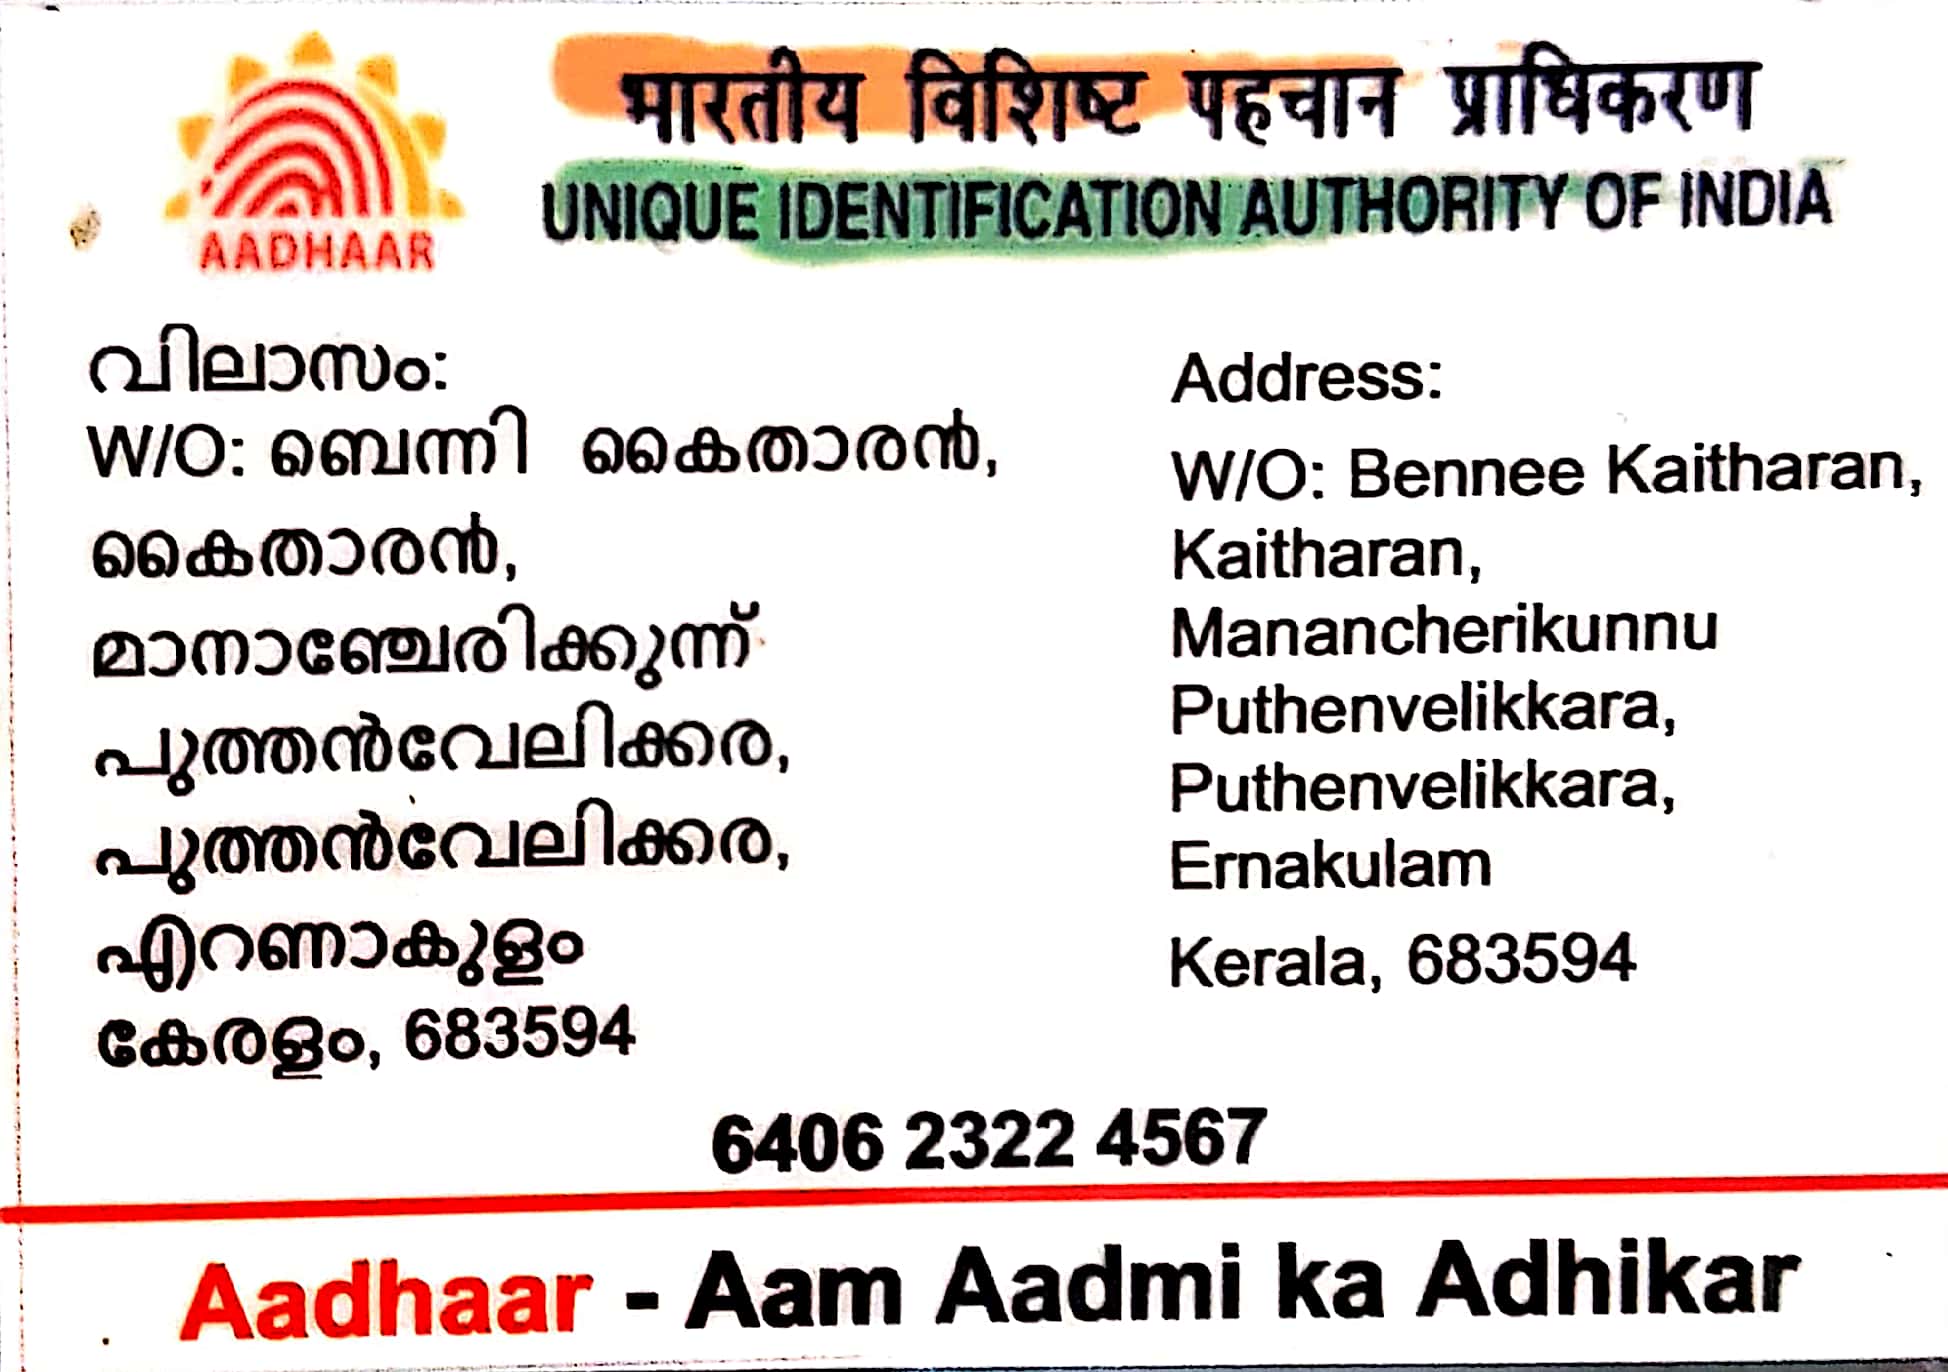 AADHAAR
भारतीय विशिष्ट पहचान प्राधिकरण
UNIQUE IDENTIFICATION AUTHORITY OF INDIA
വിലാസം:
W/O: ബെന്നി കൈതാരൻ,
കൈതാരൻ,
മാനാഞ്ചേരിക്കുന്ന്
പുത്തൻവേലിക്കര,
പുത്തൻവേലിക്കര,
എറണാകുളം
കേരളം, 683594
Address:
W/O: Bennee Kaitharan,
Kaitharan,
Manancherikunnu
Puthenvelikkara,
Puthenvelikkara,
Ernakulam
Kerala, 683594
6406 2322 4567
Aadhaar - Aam Aadmi ka Adhikar